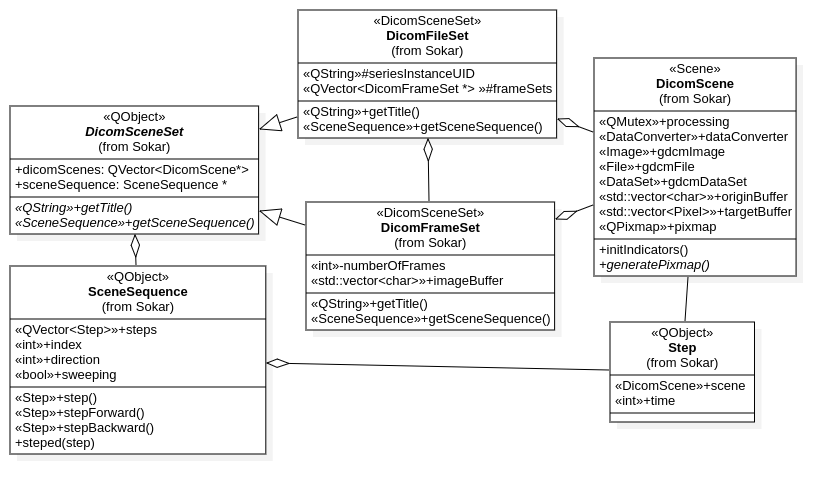 «DicomSceneSet»
DicomFileSet
(from Sokar)
«QString»#seriesInstanceUID
«QVector<DicomFrameSet *> »#frameSets
«QString»+getTitle()
«SceneSequence»+getSceneSequence()
«Scene»
DicomScene
(from Sokar)
«QMutex»+processing
«DataConverter»+dataConverter
«Image»+gdcmImage
«File»+gdcmFile
«DataSet»+gdcmDataSet
«std::vector<char>»+originBuffer
«std::vector<Pixel>»+targetBuffer
«QPixmap»+pixmap
+initIndicators()
+generatePixmap()
«QObject»
DicomSceneSet
(from Sokar)
+dicomScenes: QVector<DicomScene*>
+sceneSequence: SceneSequence *
«QString»+getTitle()
«SceneSequence»+getSceneSequence()
«DicomSceneSet»
DicomFrameSet
(from Sokar)
«int»-numberOfFrames
«std::vector<char>»+imageBuffer
«QString»+getTitle()
«SceneSequence»+getSceneSequence()
«QObject»
SceneSequence
(from Sokar)
«QVector<Step>»+steps
«int»+index
«int»+direction
«bool»+sweeping
«Step»+step()
«Step»+stepForward()
«Step»+stepBackward()
+steped(step)
«QObject»
Step
(from Sokar)
«DicomScene»+scene
«int»+time